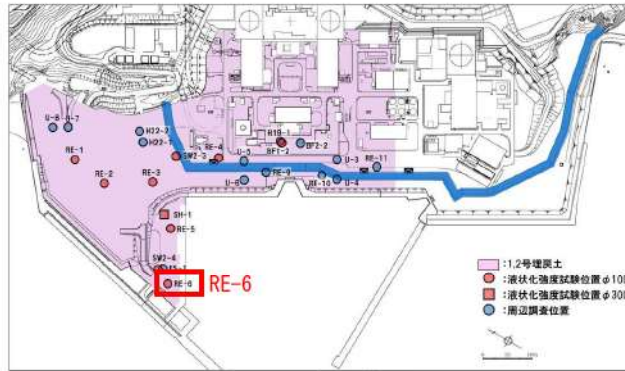 U-8
U-7
H22-2
H22-7
RE-1
RE-2
RE-3
SW2-3
RE-4
H19-1
BF1-2
BF2-2
U-5
U-3
RE-11
RE-9
U-6
RE-10
U-4
SH-1
RE-5
SW2-4
RE-6
RE-6
:1,2号埋戻土
:液状化強度試験位置φ100
:液状化強度試験位置φ300
:周辺調査位置